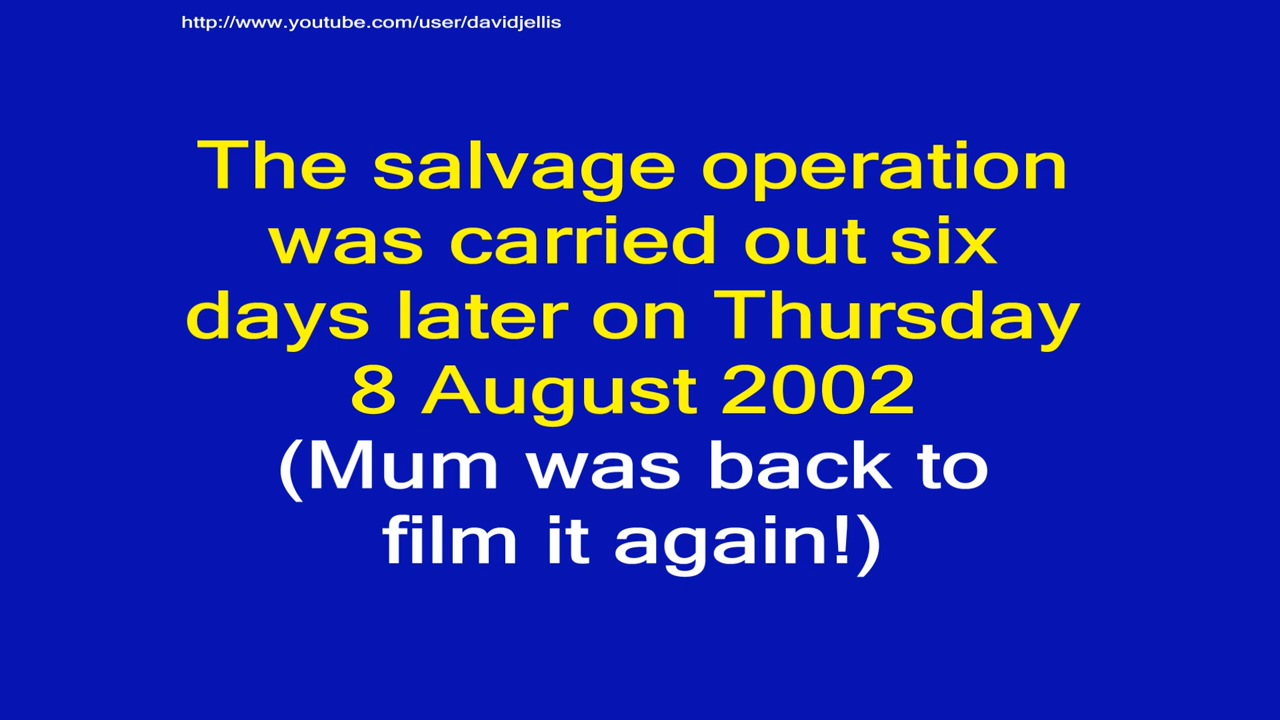 http://www.youtube.com/user/davidjellis
The salvage operation
was carried out six
days later on Thursday
8 August 2002
(Mum was back to
film it again!)